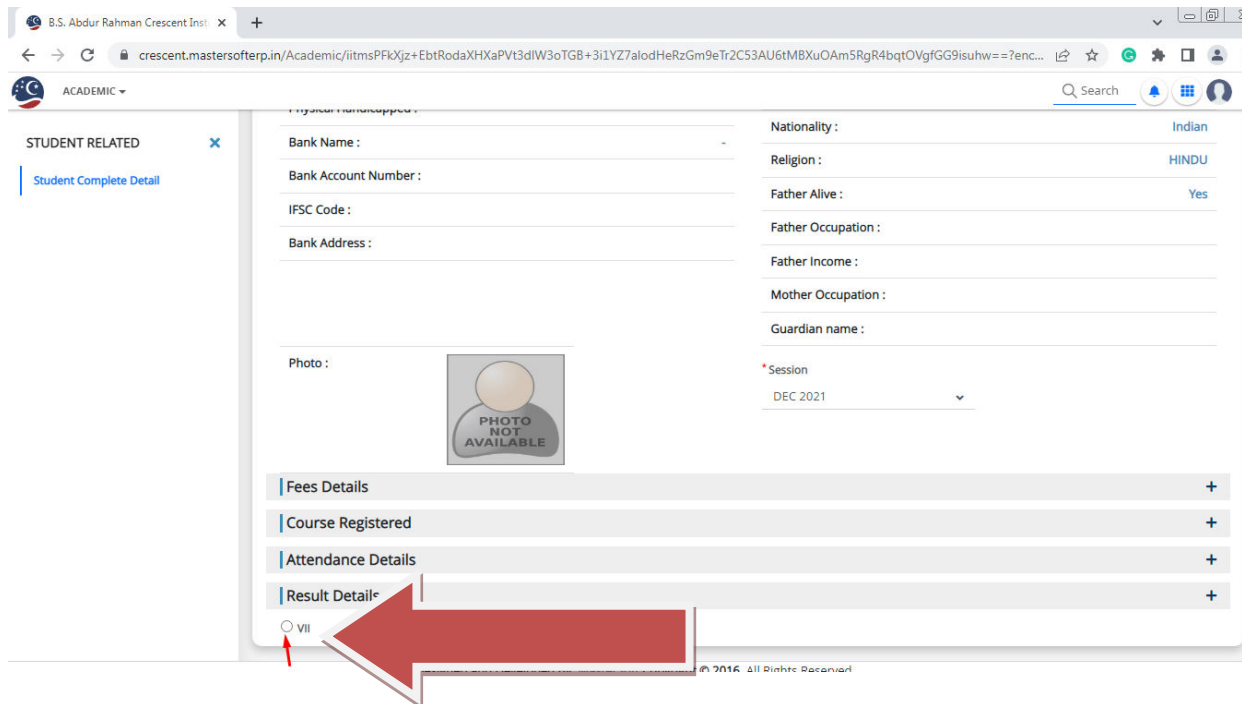 B.S. Abdur Rahman Crescent Inst
crescent.mastersofterp.in/Academic/iitmsPFkXjz+EbtRodaXHXaPVt3dIW3oTGB+3i1YZ7alodHeRzGm9eTr2C53AU6tMBXuOAm5RgR4bqtOVgfGG9isuhw==?enc...
ACADEMIC
Search
STUDENT RELATED
Student Complete Detail
Physical Handicapped :
Bank Name : -
Bank Account Number :
IFSC Code :
Bank Address :
Nationality : Indian
Religion : HINDU
Father Alive : Yes
Father Occupation :
Father Income :
Mother Occupation :
Guardian name :
Photo :
PHOTO
NOT
AVAILABLE
*Session
DEC 2021
Fees Details +
Course Registered +
Attendance Details +
Result Details +
VII
© 2016. All Rights Reserved